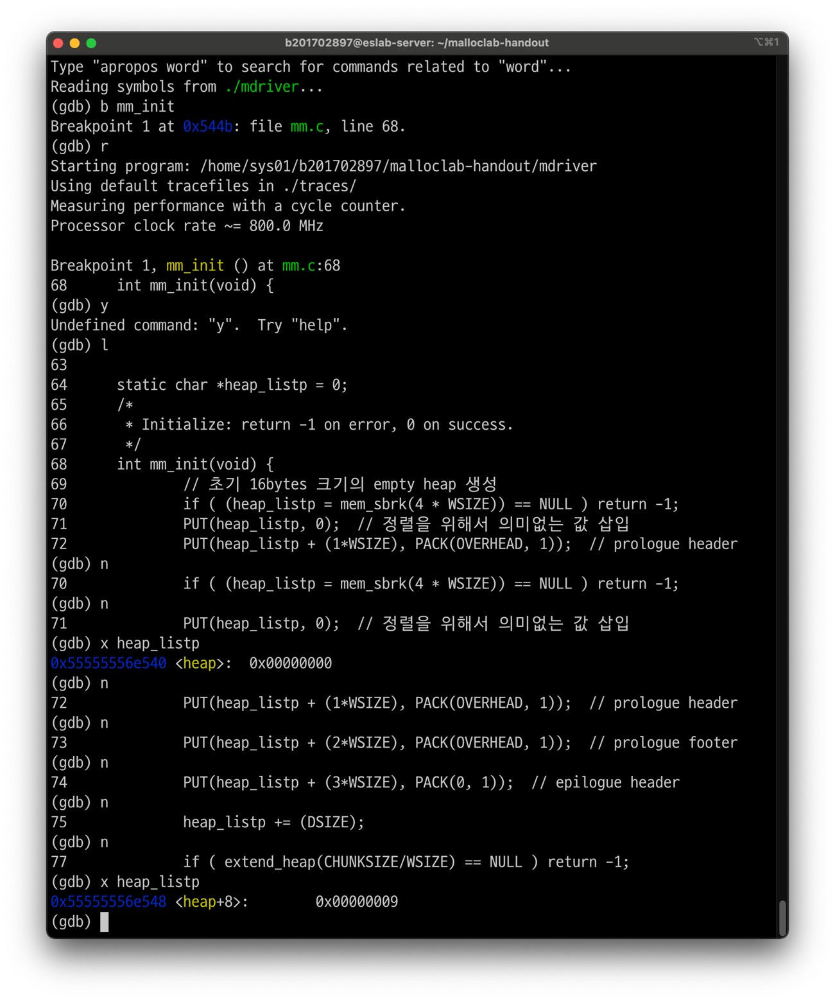 b201702897@eslab-server: ~/malloclab-handout
⌥⌘1
Type "apropos word" to search for commands related to "word"...
Reading symbols from ./mdriver...
(gdb) b mm_init
Breakpoint 1 at 0x544b: file mm.c, line 68.
(gdb) r
Starting program: /home/sys01/b201702897/malloclab-handout/mdriver
Using default tracefiles in ./traces/
Measuring performance with a cycle counter.
Processor clock rate ~= 800.0 MHz
Breakpoint 1, mm_init () at mm.c:68
68      int mm_init(void) {
(gdb) y
Undefined command: "y".  Try "help".
(gdb) l
63
64      static char *heap_listp = 0;
65      /*
66       * Initialize: return -1 on error, 0 on success.
67       */
68      int mm_init(void) {
69              // 초기 16bytes 크기의 empty heap 생성
70              if ( (heap_listp = mem_sbrk(4 * WSIZE)) == NULL ) return -1;
71              PUT(heap_listp, 0);  // 정렬을 위해서 의미없는 값 삽입
72              PUT(heap_listp + (1*WSIZE), PACK(OVERHEAD, 1));  // prologue header
(gdb) n
70              if ( (heap_listp = mem_sbrk(4 * WSIZE)) == NULL ) return -1;
(gdb) n
71              PUT(heap_listp, 0);  // 정렬을 위해서 의미없는 값 삽입
(gdb) x heap_listp
0x55555556e540 <heap>:  0x00000000
(gdb) n
72              PUT(heap_listp + (1*WSIZE), PACK(OVERHEAD, 1));  // prologue header
(gdb) n
73              PUT(heap_listp + (2*WSIZE), PACK(OVERHEAD, 1));  // prologue footer
(gdb) n
74              PUT(heap_listp + (3*WSIZE), PACK(0, 1));  // epilogue header
(gdb) n
75              heap_listp += (DSIZE);
(gdb) n
77              if ( extend_heap(CHUNKSIZE/WSIZE) == NULL ) return -1;
(gdb) x heap_listp
0x55555556e548 <heap+8>:        0x00000009
(gdb)